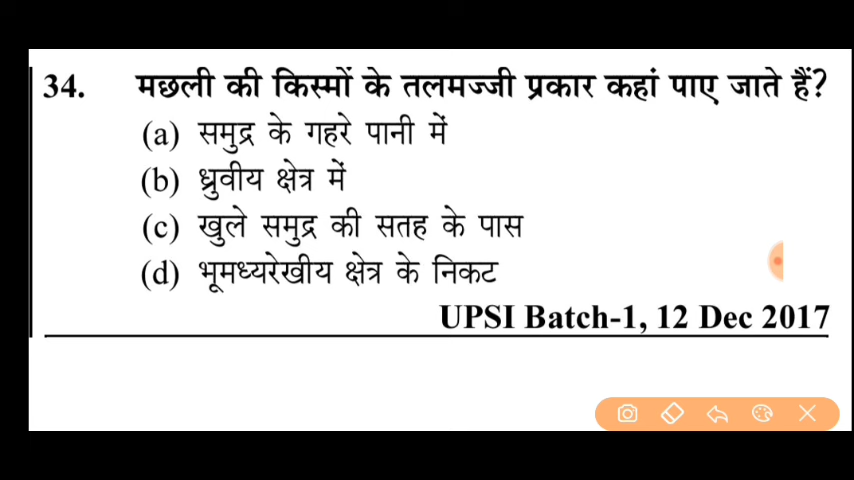 34. मछली की किस्मों के तलमज्जी प्रकार कहां पाए जाते हैं?
(a) समुद्र के गहरे पानी में
(b) ध्रुवीय क्षेत्र में
(c) खुले समुद्र की सतह के पास
(d) भूमध्यरेखीय क्षेत्र के निकट
UPSI Batch-1, 12 Dec 2017